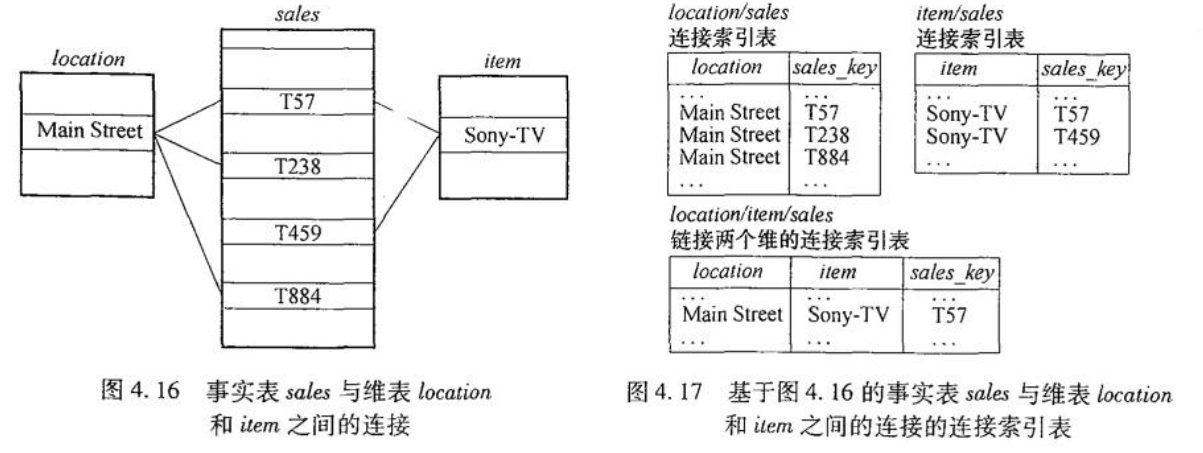 sales
location
item
T57
Main Street
Sony-TV
T238
T459
T884
图 4.16 事实表 sales 与维表 location
和 item 之间的连接
location/sales
连接索引表
location sales_key
... ...
Main Street T57
Main Street T238
Main Street T884
... ...
item/sales
连接索引表
item sales_key
... ...
Sony-TV T57
Sony-TV T459
... ...
location/item/sales
链接两个维的连接索引表
location item sales_key
... ... ...
Main Street Sony-TV T57
... ... ...
图 4.17 基于图 4.16 的事实表 sales 与维表 location
和 item 之间的连接的连接索引表